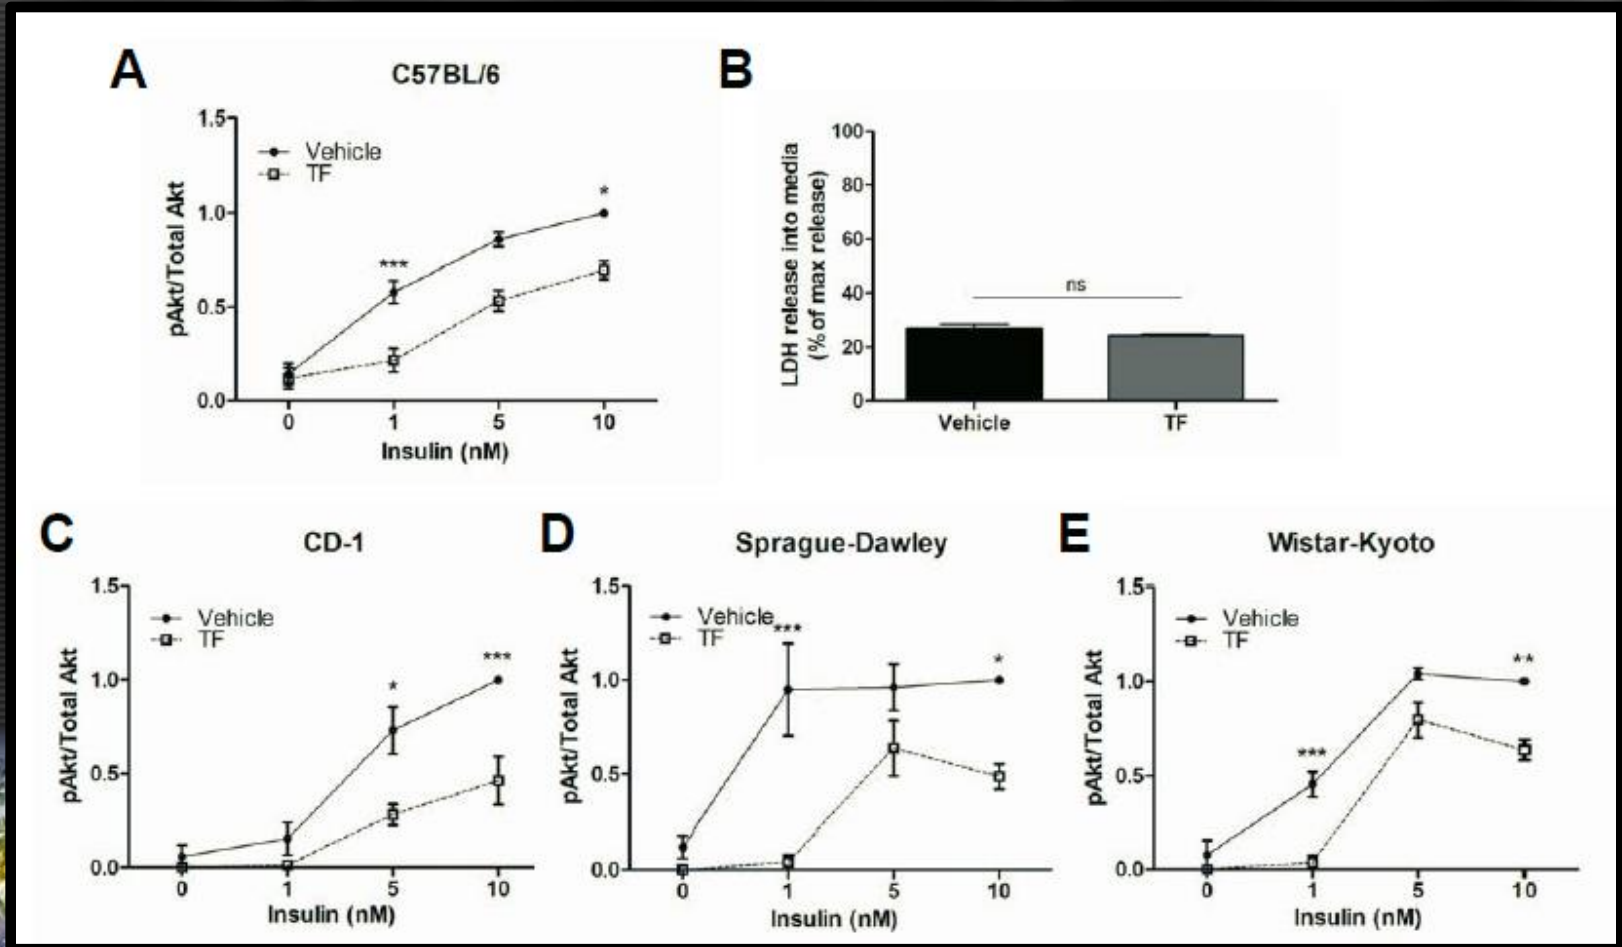 A
C57BL/6
1.5
Vehicle
TF
*
1.0
***
0.5
0.0
pAkt/Total Akt
0 1 5 10
Insulin (nM)
B
100
80
60
40
20
0
LDH release into media
(% of max release)
ns
Vehicle TF
C
CD-1
1.5
Vehicle
TF
***
*
1.0
0.5
0.0
pAkt/Total Akt
0 1 5 10
Insulin (nM)
D
Sprague-Dawley
1.5
Vehicle
***
TF
*
1.0
0.5
0.0
pAkt/Total Akt
0 1 5 10
Insulin (nM)
E
Wistar-Kyoto
1.5
Vehicle
TF
**
1.0
***
0.5
0.0
pAkt/Total Akt
0 1 5 10
Insulin (nM)